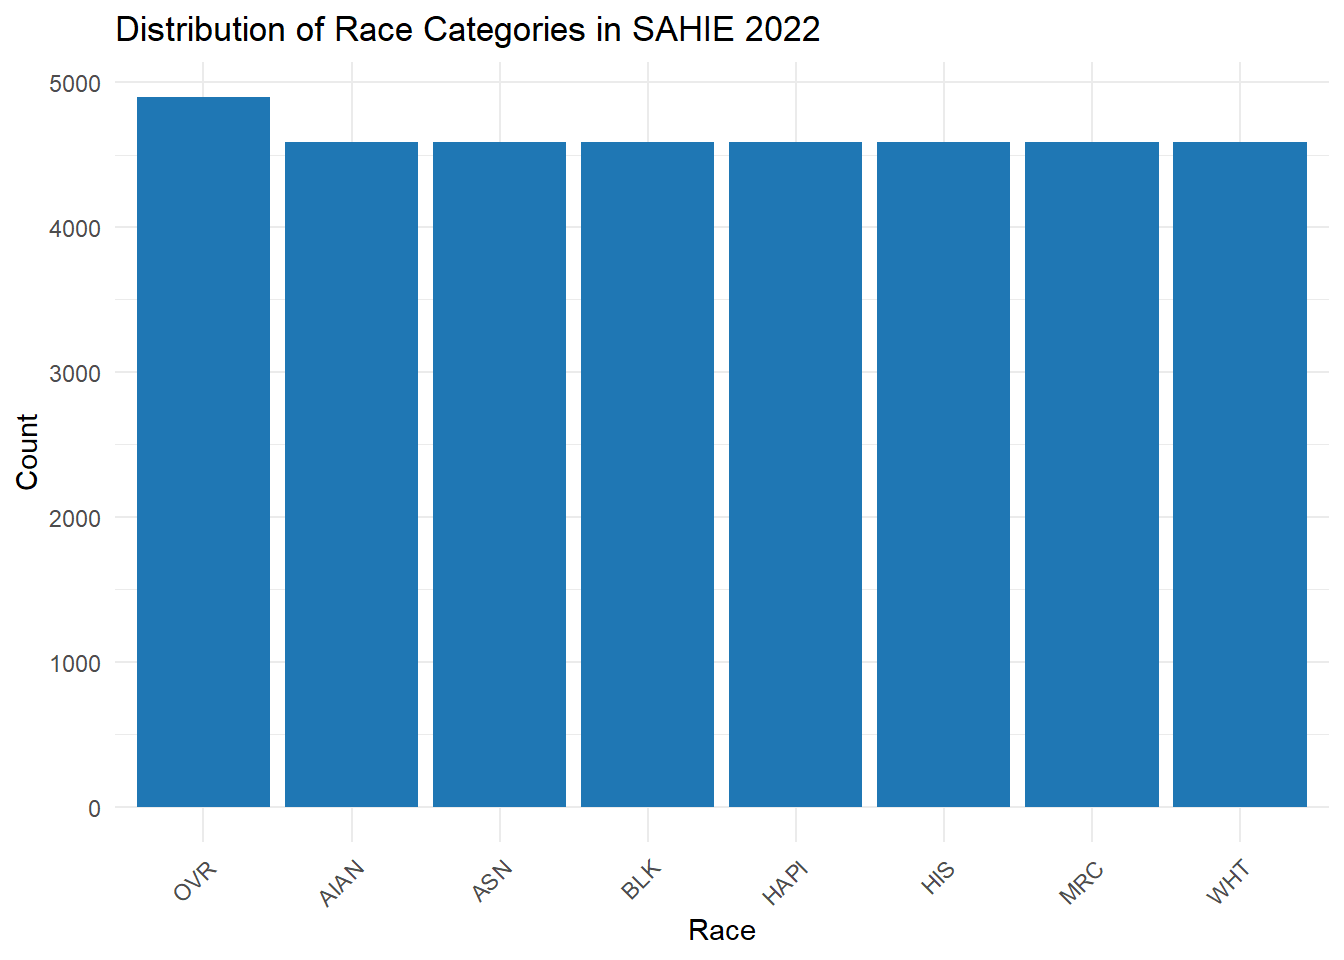 Distribution of Race Categories in SAHIE 2022
Count
5000
4000
3000
2000
1000
0
OVR
AIAN
ASN
BLK
HAPI
HIS
MRC
WHT
Race